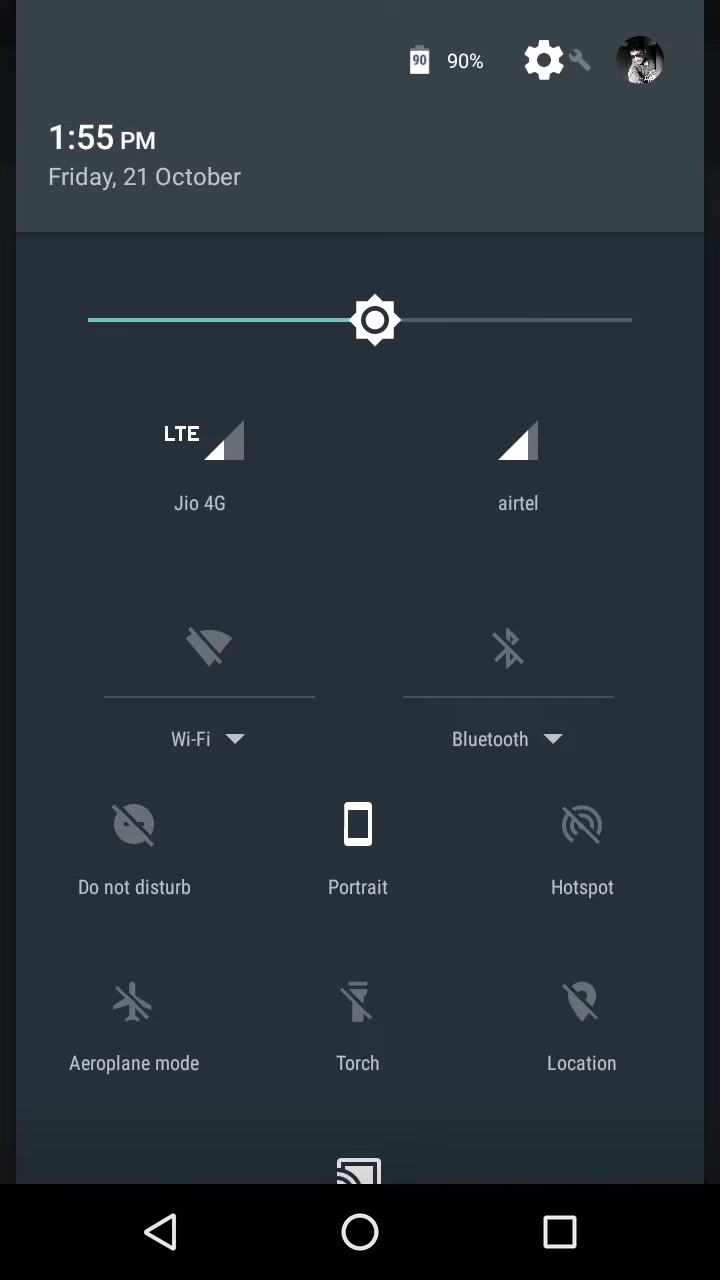 90 90%
1:55 PM
Friday, 21 October
LTE
Jio 4G airtel
Wi-Fi Bluetooth
Do not disturb Portrait Hotspot
Aeroplane mode Torch Location